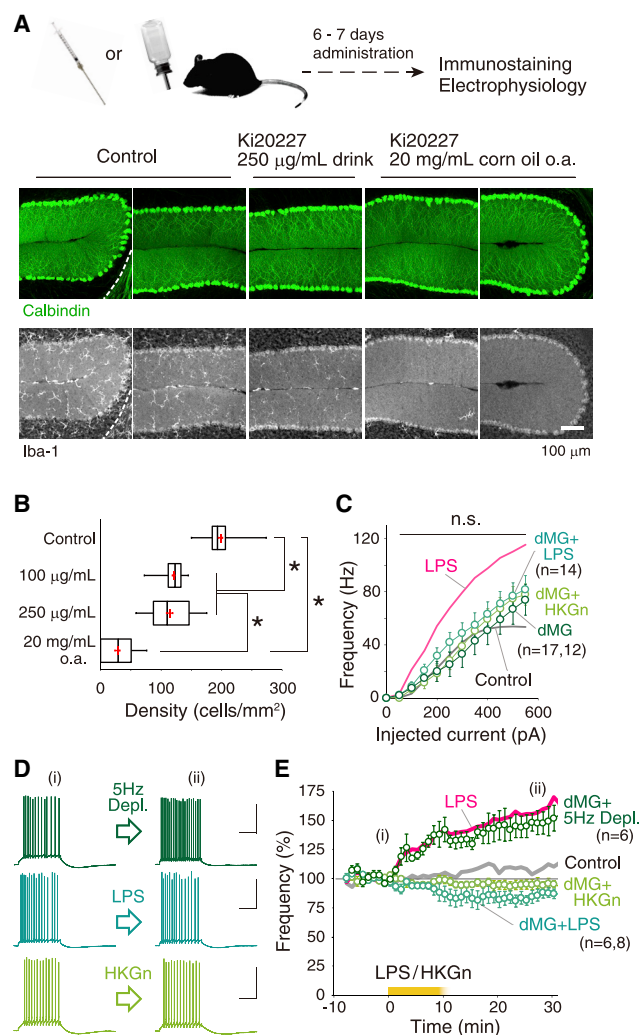 A
or
6 - 7 days
administration
Immunostaining
Electrophysiology
Control
Ki20227
250 μg/mL drink
Ki20227
20 mg/mL corn oil o.a.
Calbindin
Iba-1
100 μm
B
Control
100 μg/mL
250 μg/mL
20 mg/mL
o.a.
*
*
*
0
100
200
300
Density (cells/mm²)
C
n.s.
120
80
40
0
Frequency (Hz)
LPS
dMG+
LPS
(n=14)
dMG+
HKGn
dMG
(n=17,12)
Control
0
200
400
600
Injected current (pA)
D
(i)
(ii)
5Hz
Depl.
LPS
HKGn
E
175
150
125
100
75
50
25
0
Frequency (%)
(i)
(ii)
LPS
dMG+
5Hz Depl.
(n=6)
Control
dMG+
HKGn
dMG+LPS
(n=6,8)
LPS/HKGn
-10
0
10
20
30
Time (min)